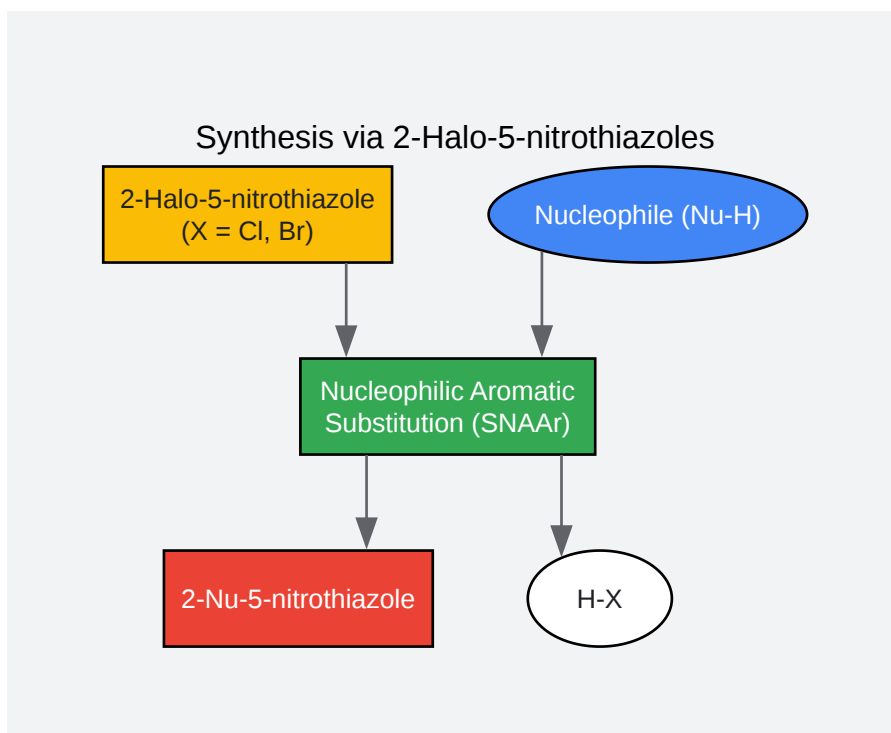 Synthesis via 2-Halo-5-nitrothiazoles
2-Halo-5-nitrothiazole
(X = Cl, Br)
Nucleophile (Nu-H)
Nucleophilic Aromatic
Substitution (SNAAr)
2-Nu-5-nitrothiazole
H-X